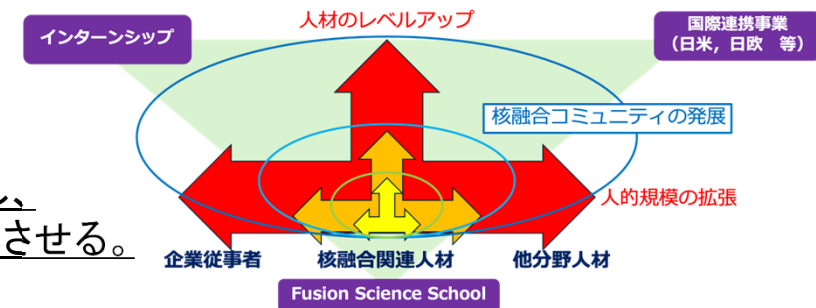 人材のレベルアップ
インターンシップ
国際連携事業
(日米，日欧　等)
核融合コミュニティの発展
人的規模の拡張
させる。
企業従事者
核融合関連人材
他分野人材
Fusion Science School